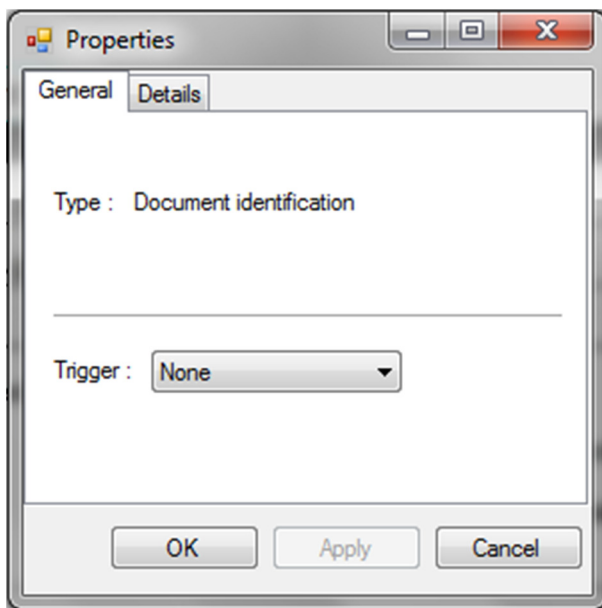 Properties
General Details
Type : Document identification
Trigger : None
OK Apply Cancel